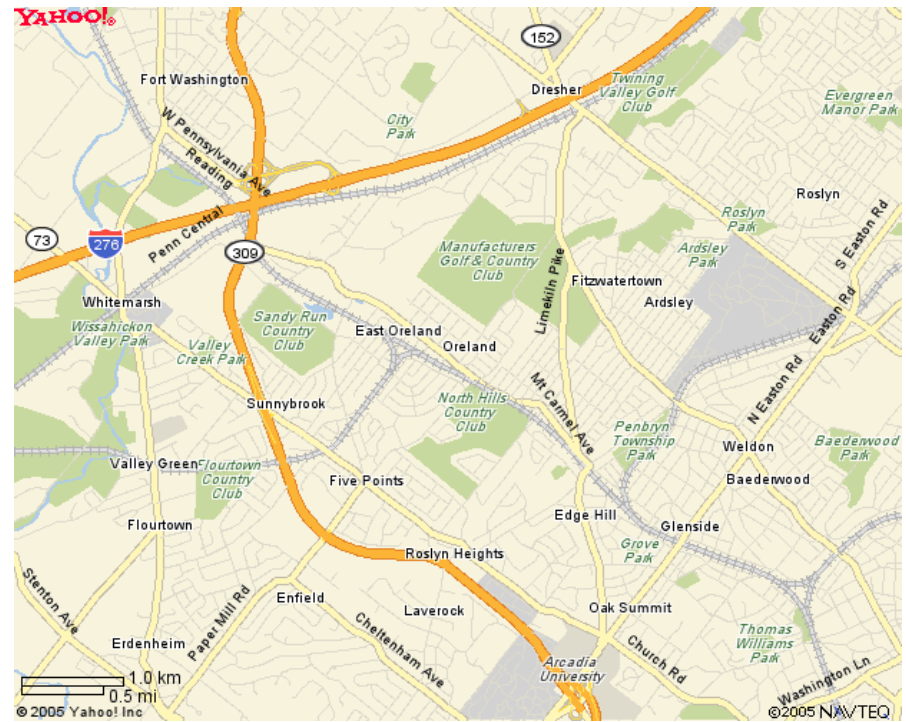 YAHOO!®
152
Fort Washington
Dresher
Twining
Valley Golf
Club
Evergreen
Manor Park
City
Park
W Pennsylvania Ave
Reading
Roslyn
Roslyn
Park
S Easton Rd
Penn Central
73
276
309
Manufacturers
Golf & Country
Club
Ardsley
Park
Limekiln Pike
Fitzwatertown
Ardsley
Whitemarsh
Easton Rd
Sandy Run
Country
Club
Wissahickon
Valley Park
East Oreland
Valley
Creek Park
Oreland
Mt Carmel Ave
N Easton Rd
Sunnybrook
North Hills
Country
Club
Penbryn
Township
Park
Weldon
Baederwood
Park
Valley Green
Flourtown
Country
Club
Five Points
Baederwood
Edge Hill
Flourtown
Glenside
Roslyn Heights
Grove
Park
Stenton Ave
Paper Mill Rd
Enfield
Laverock
Oak Summit
Cheltenham Ave
Erdenheim
Church Rd
Thomas
Williams
Park
Arcadia
University
Washington Ln
1.0 km
0.5 mi
© 2005 Yahoo! Inc
©2005 NAVTEQ